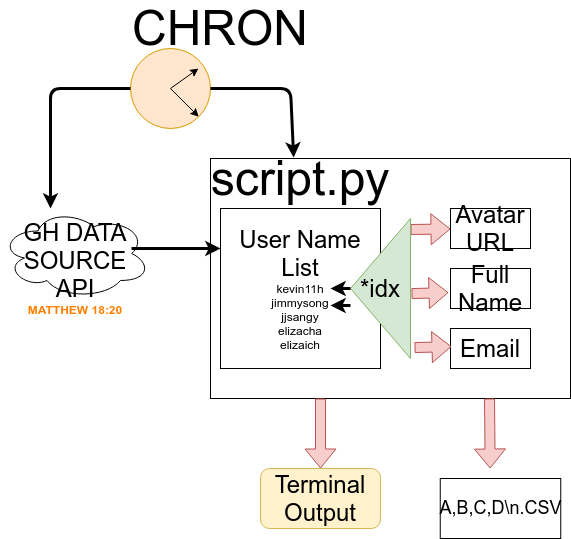 CHRON
script.py
GH DATA
SOURCE
API
MATTHEW 18:20
User Name
List
kevin11h
jimmysong
jjsangy
elizacha
elizaich
*idx
Avatar
URL
Full
Name
Email
Terminal
Output
A,B,C,D\n.CSV